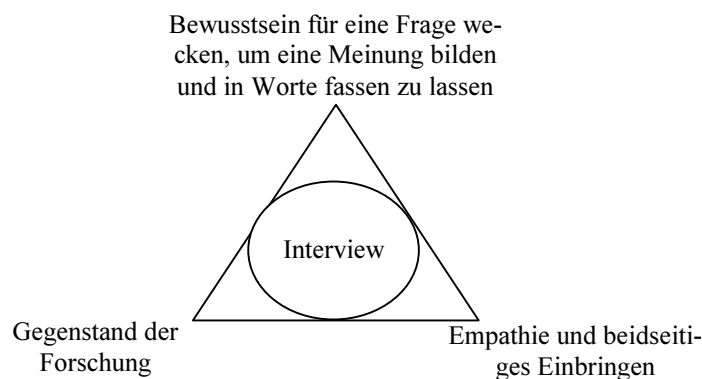 Bewusstsein für eine Frage we-
cken, um eine Meinung bilden
und in Worte fassen zu lassen
Interview
Gegenstand der
Forschung
Empathie und beidseiti-
ges Einbringen